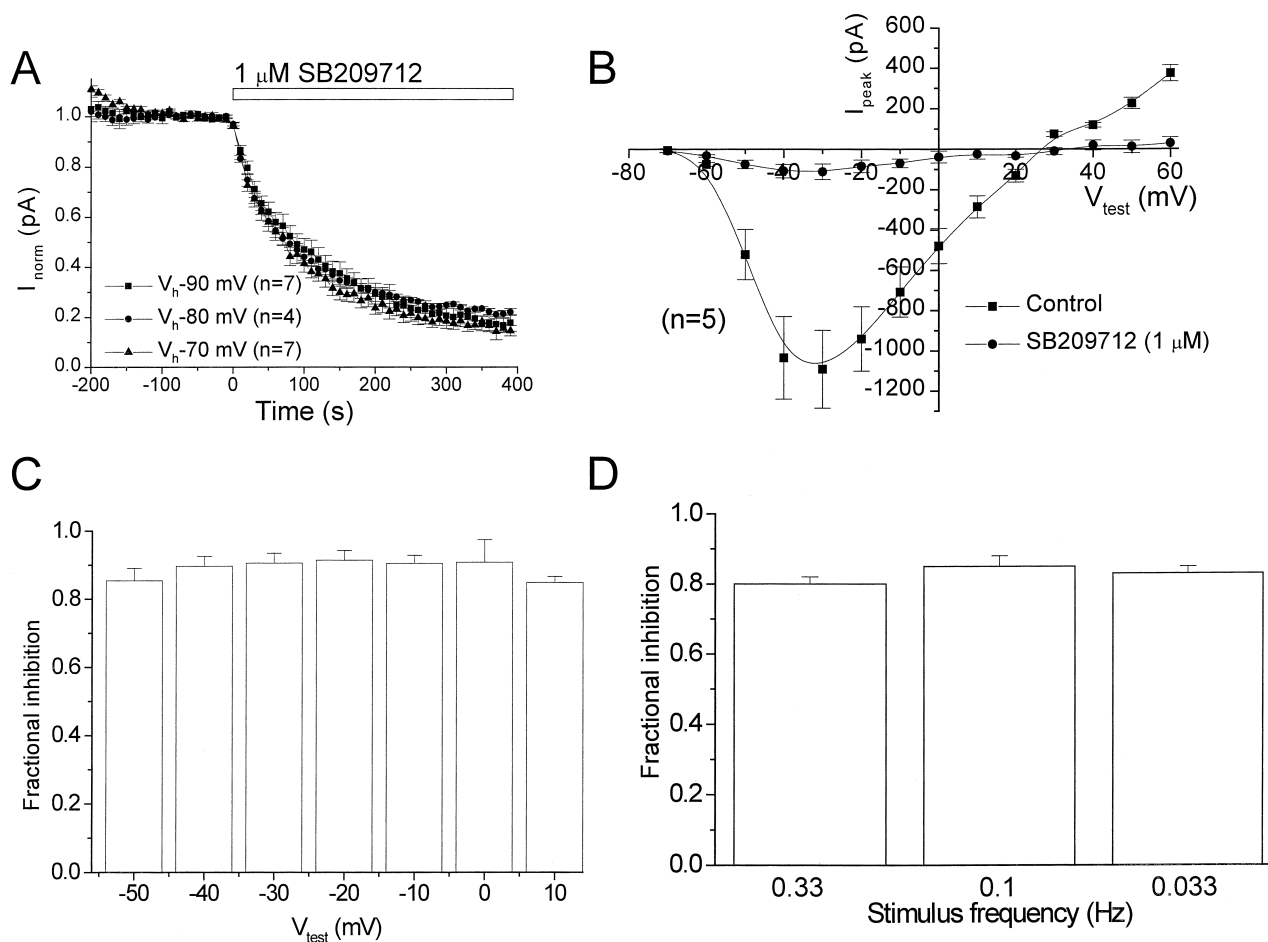 A
1 μM SB209712
I norm (pA)
1.0
0.8
0.6
0.4
0.2
0.0
Vh-90 mV (n=7)
Vh-80 mV (n=4)
Vh-70 mV (n=7)
-200 -100 0 100 200 300 400
Time (s)
B
I peak (pA)
600
400
200
-80 -60 -40 -20 20 40 60
Vtest (mV)
-200
-400
-600
-800
-1000
-1200
(n=5)
Control
SB209712 (1 μM)
C
Fractional inhibition
1.0
0.8
0.6
0.4
0.2
0.0
-50 -40 -30 -20 -10 0 10
Vtest (mV)
D
Fractional inhibition
1.0
0.8
0.6
0.4
0.2
0.0
0.33 0.1 0.033
Stimulus frequency (Hz)